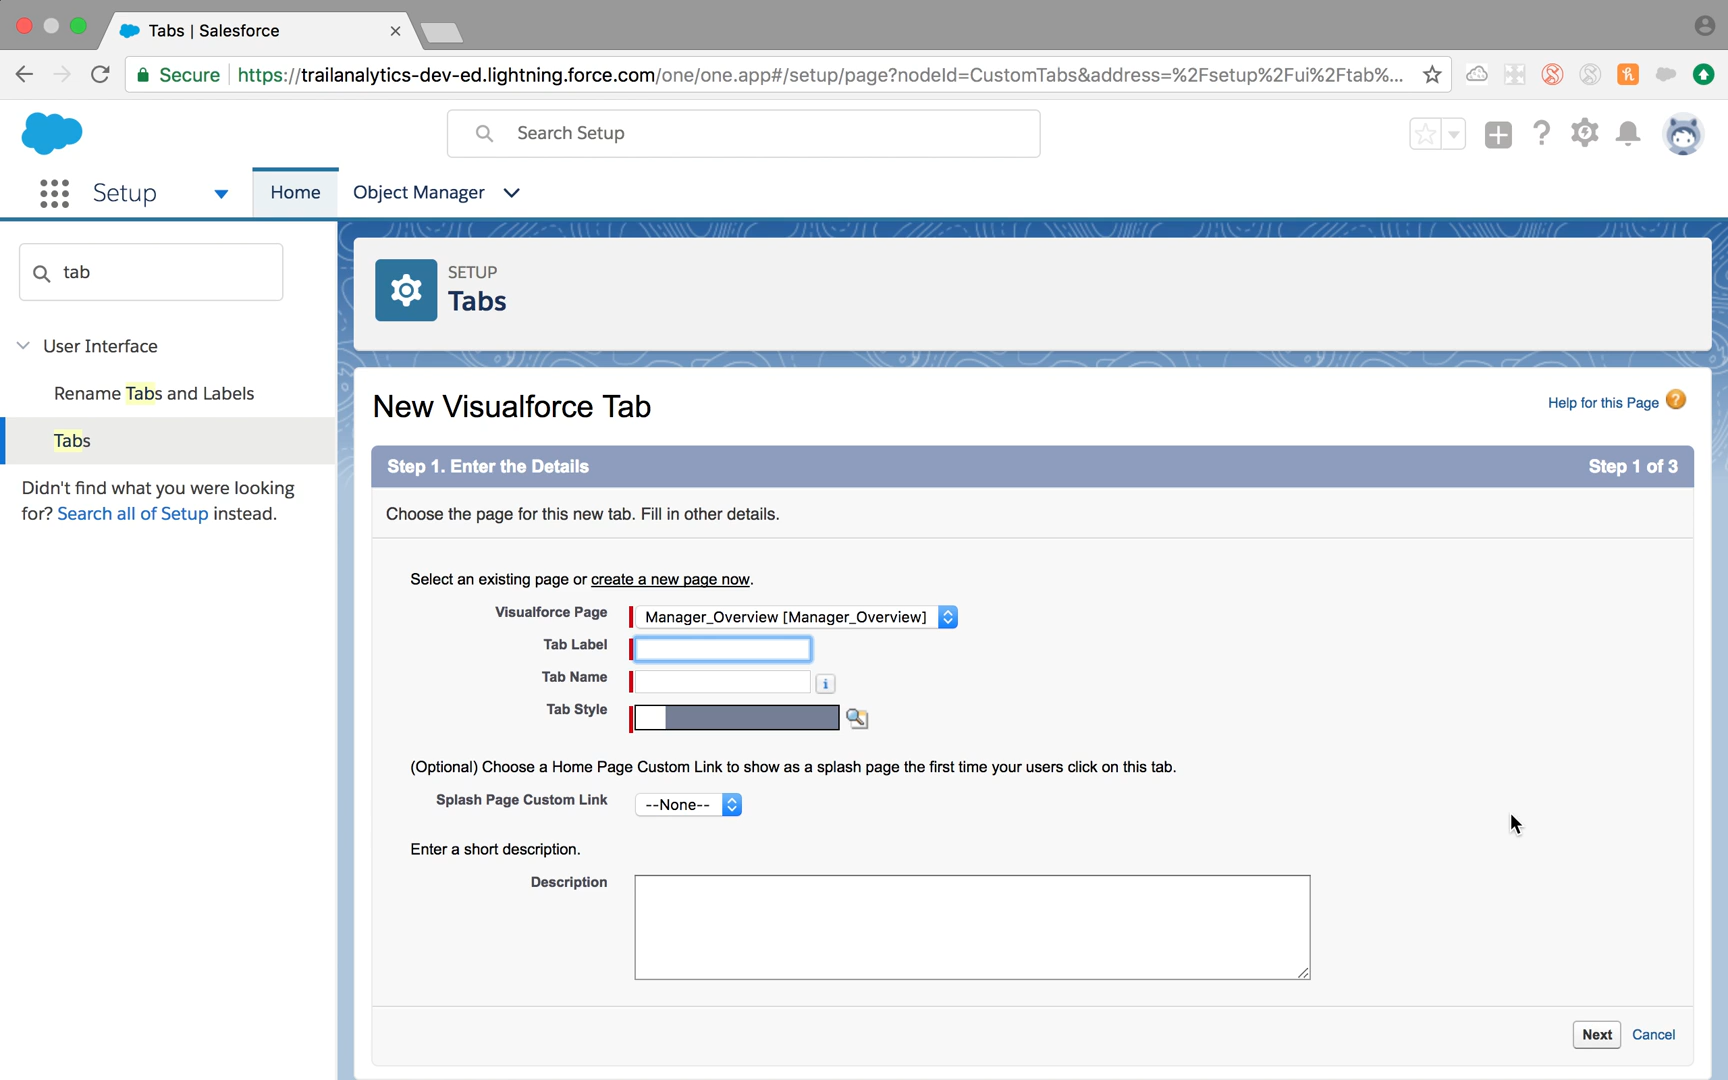 Tabs | Salesforce
Secure https://trailanalytics-dev-ed.lightning.force.com/one/one.app#/setup/page?nodeId=CustomTabs&address=%2Fsetup%2Fui%2Ftab%...
Search Setup
Setup Home Object Manager
tab
SETUP
Tabs
User Interface
Rename Tabs and Labels
Tabs
Didn't find what you were looking
for? Search all of Setup instead.
New Visualforce Tab
Help for this Page ?
Step 1. Enter the Details Step 1 of 3
Choose the page for this new tab. Fill in other details.
Select an existing page or create a new page now.
Visualforce Page Manager_Overview [Manager_Overview]
Tab Label
Tab Name i
Tab Style
(Optional) Choose a Home Page Custom Link to show as a splash page the first time your users click on this tab.
Splash Page Custom Link --None--
Enter a short description.
Description
Next Cancel